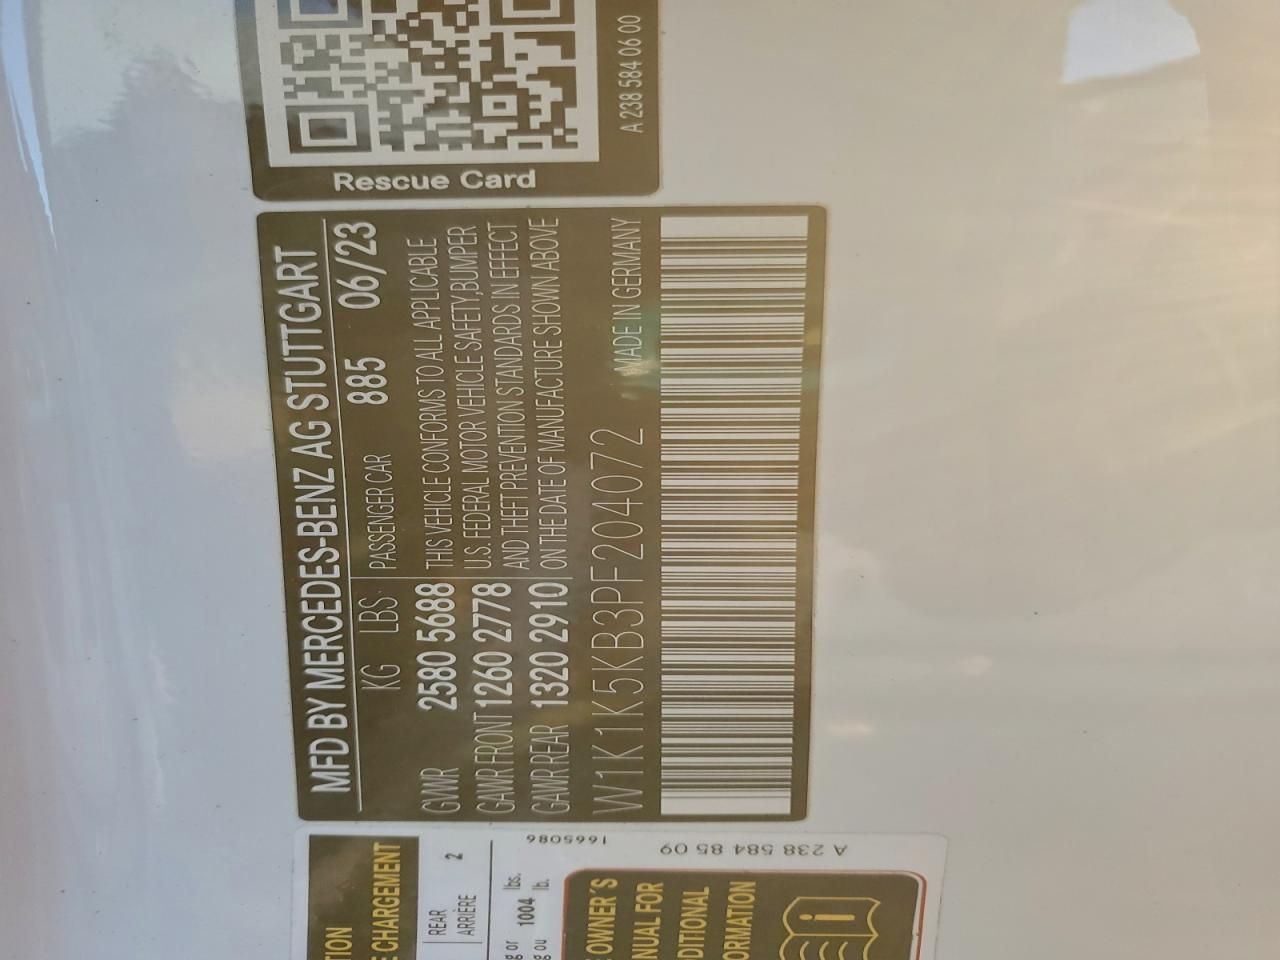 A 238 584 06 00
Rescue Card
MFD BY MERCEDES-BENZ AG STUTTGART
KG LBS. PASSENGER CAR 885 06/23
GVWR 2580 5688
GAWR FRONT 1260 2778
GAWR REAR 1320 2910
THIS VEHICLE CONFORMS TO ALL APPLICABLE
U.S. FEDERAL MOTOR VEHICLE SAFETY,BUMPER
AND THEFT PREVENTION STANDARDS IN EFFECT
ON THE DATE OF MANUFACTURE SHOWN ABOVE
W1K1K5KB3PF204072 MADE IN GERMANY
CHARGEMENT
REAR 2
ARRIÈRE
or 1004 lbs.
ou lb.
1665086
A 238 584 85 09
OWNER'S
FOR